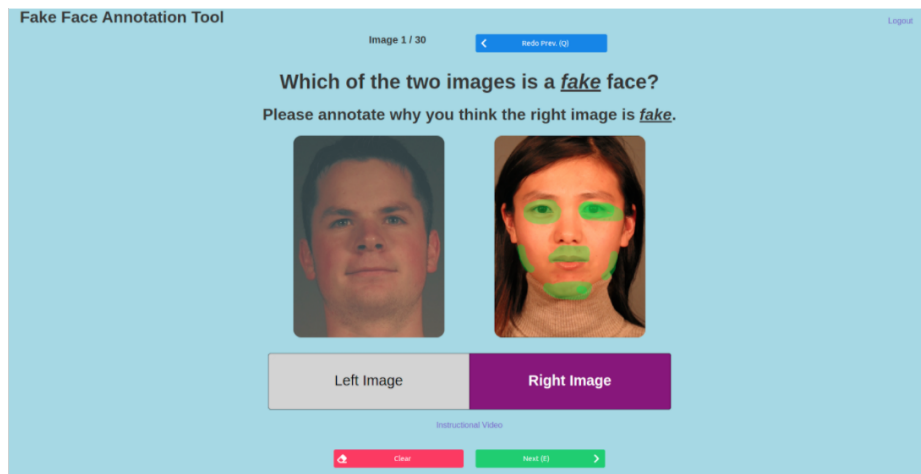 Fake Face Annotation Tool
Logout
Image 1 / 30
Redo Prev. (Q)
Which of the two images is a fake face?
Please annotate why you think the right image is fake.
Left Image
Right Image
Instructional Video
Clear
Next (E)